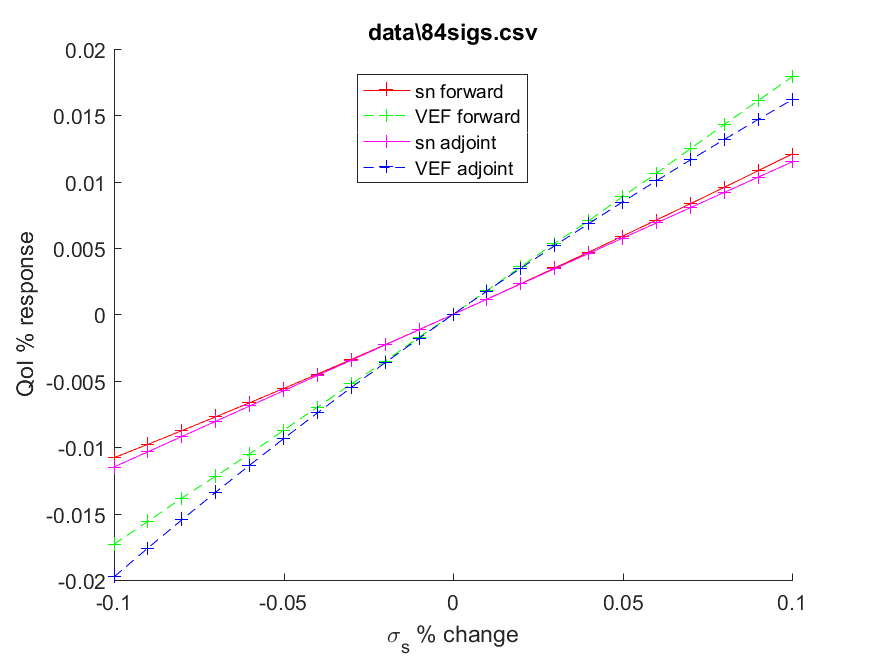 data\84sigs.csv
0.02
0.015
0.01
0.005
0
-0.005
-0.01
-0.015
-0.02
-0.1
-0.05
0
0.05
0.1
QoI % response
σs % change
sn forward
VEF forward
sn adjoint
VEF adjoint